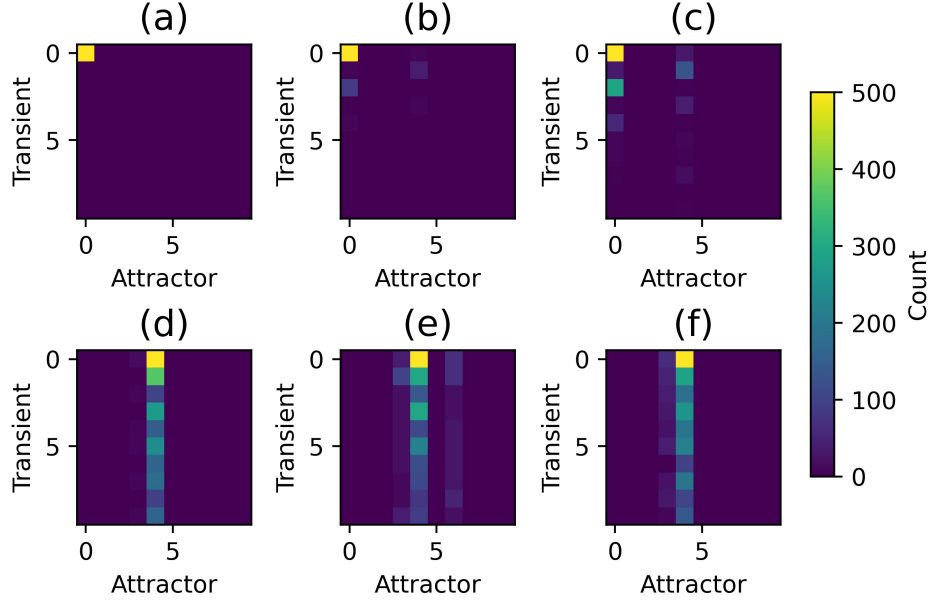 (a) (b) (c)
0 0 0
5 5 5
Transient Transient Transient
0 5 0 5 0 5
Attractor Attractor Attractor
(d) (e) (f)
0 0 0
5 5 5
Transient Transient Transient
0 5 0 5 0 5
Attractor Attractor Attractor
500
400
300
200
100
0
Count